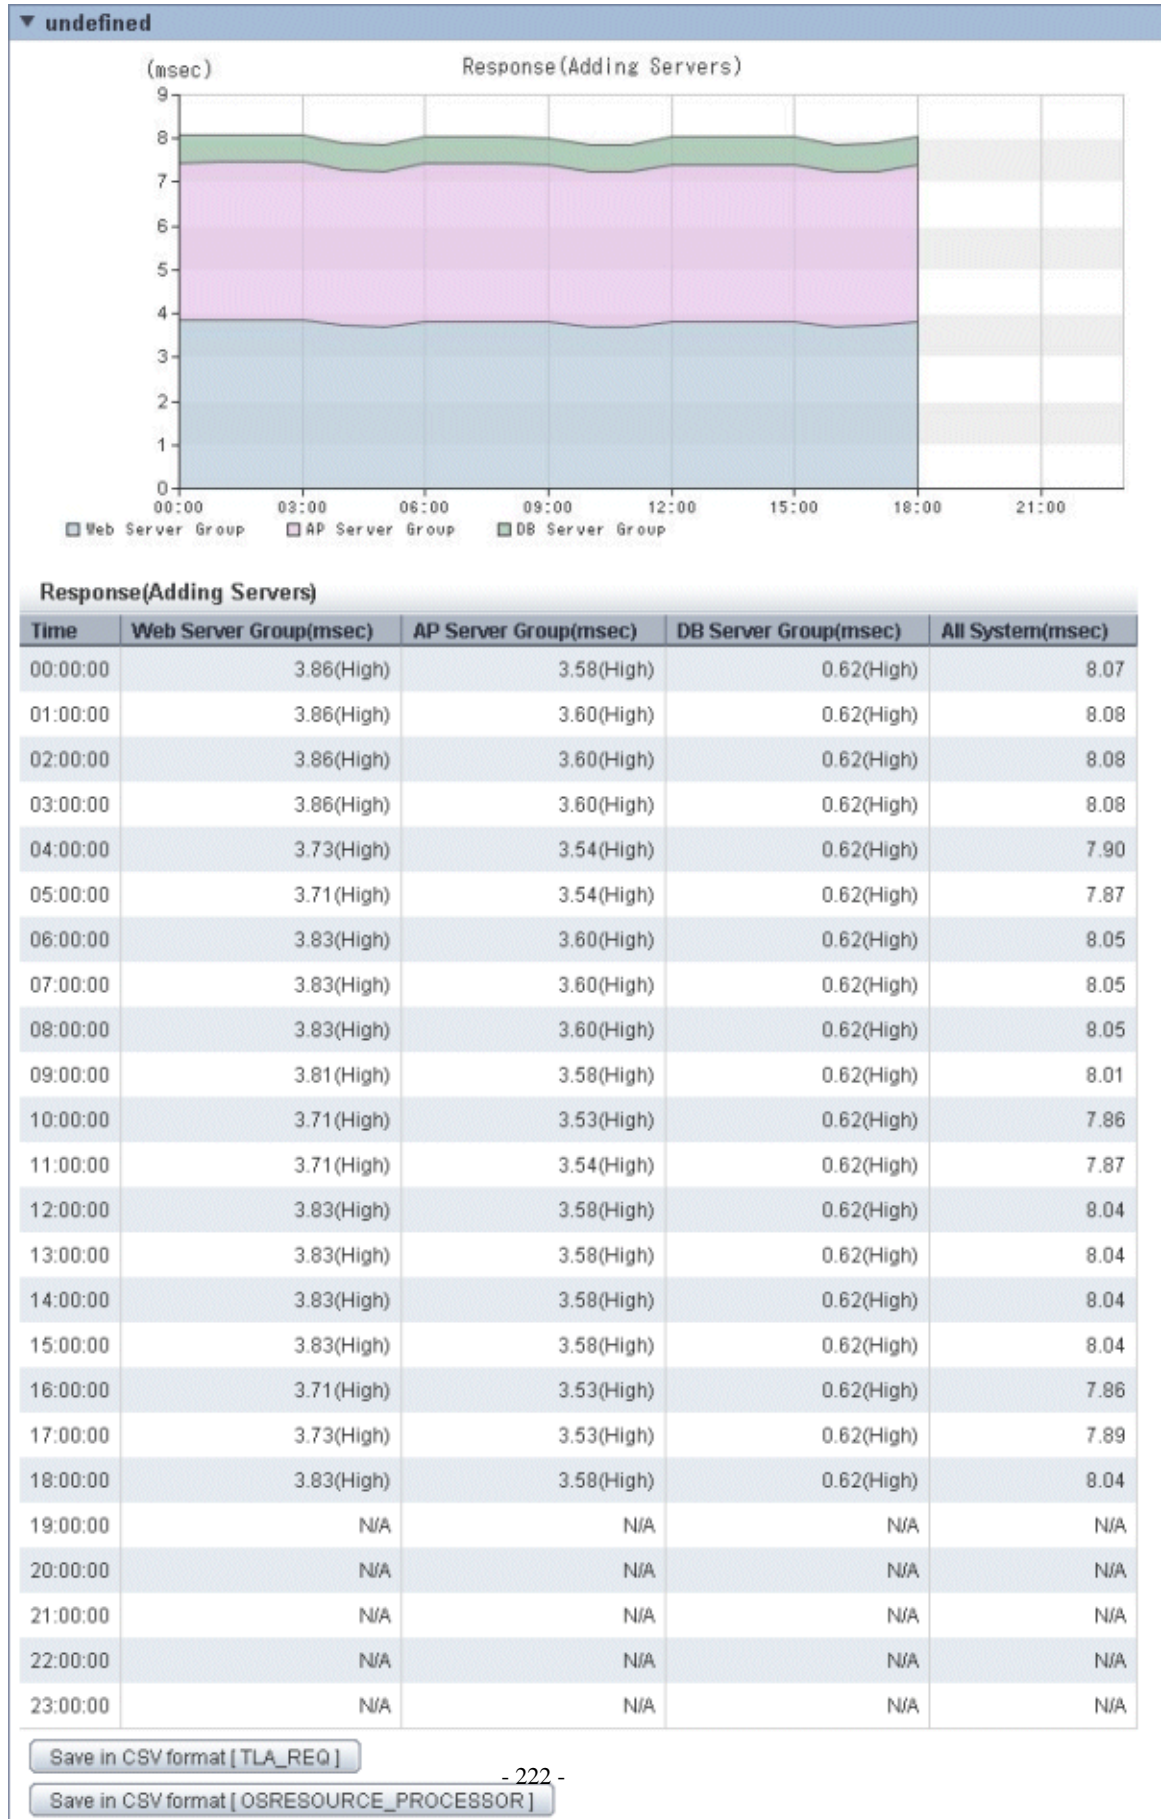 ▼ undefined
(msec) Response(Adding Servers)
9
8
7
6
5
4
3
2
1
0
00:00 03:00 06:00 09:00 12:00 15:00 18:00 21:00
Web Server Group AP Server Group DB Server Group
Response(Adding Servers)
Time Web Server Group(msec) AP Server Group(msec) DB Server Group(msec) All System(msec)
00:00:00 3.86(High) 3.58(High) 0.62(High) 8.07
01:00:00 3.86(High) 3.60(High) 0.62(High) 8.08
02:00:00 3.86(High) 3.60(High) 0.62(High) 8.08
03:00:00 3.86(High) 3.60(High) 0.62(High) 8.08
04:00:00 3.73(High) 3.54(High) 0.62(High) 7.90
05:00:00 3.71(High) 3.54(High) 0.62(High) 7.87
06:00:00 3.83(High) 3.60(High) 0.62(High) 8.05
07:00:00 3.83(High) 3.60(High) 0.62(High) 8.05
08:00:00 3.83(High) 3.60(High) 0.62(High) 8.05
09:00:00 3.81(High) 3.58(High) 0.62(High) 8.01
10:00:00 3.71(High) 3.53(High) 0.62(High) 7.86
11:00:00 3.71(High) 3.54(High) 0.62(High) 7.87
12:00:00 3.83(High) 3.58(High) 0.62(High) 8.04
13:00:00 3.83(High) 3.58(High) 0.62(High) 8.04
14:00:00 3.83(High) 3.58(High) 0.62(High) 8.04
15:00:00 3.83(High) 3.58(High) 0.62(High) 8.04
16:00:00 3.71(High) 3.53(High) 0.62(High) 7.86
17:00:00 3.73(High) 3.53(High) 0.62(High) 7.89
18:00:00 3.83(High) 3.58(High) 0.62(High) 8.04
19:00:00 N/A N/A N/A N/A
20:00:00 N/A N/A N/A N/A
21:00:00 N/A N/A N/A N/A
22:00:00 N/A N/A N/A N/A
23:00:00 N/A N/A N/A N/A
Save in CSV format [ TLA_REQ ]
- 222 -
Save in CSV format [ OSRESOURCE_PROCESSOR ]